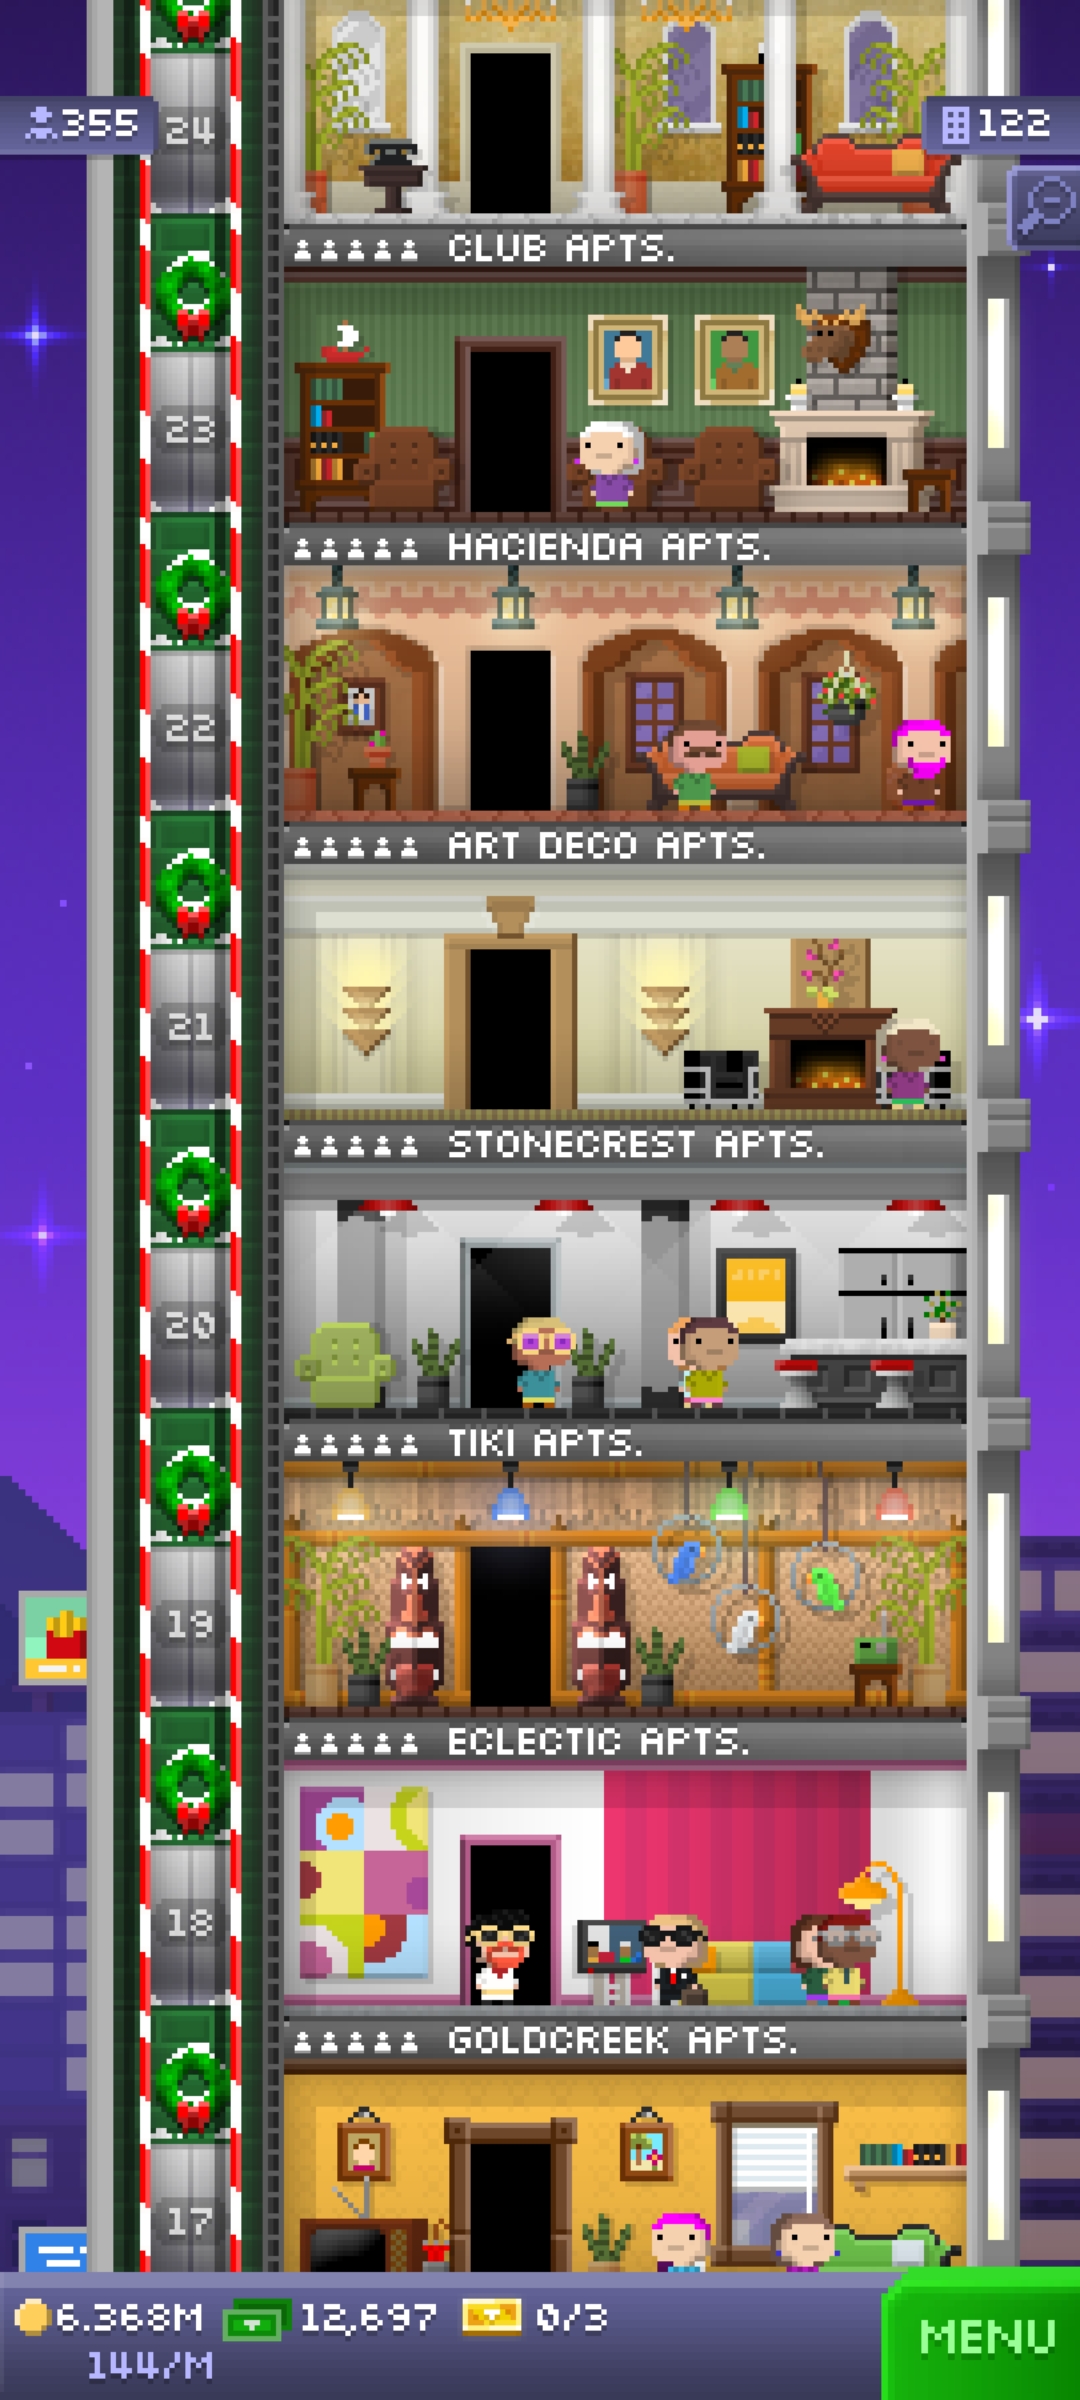 355
24
122
CLUB APTS.
23
HACIENDA APTS.
22
ART DECO APTS.
21
STONECREST APTS.
20
TIKI APTS.
19
ECLECTIC APTS.
18
GOLDCREEK APTS.
17
6.368M 12,697 0/3
144/M
MENU